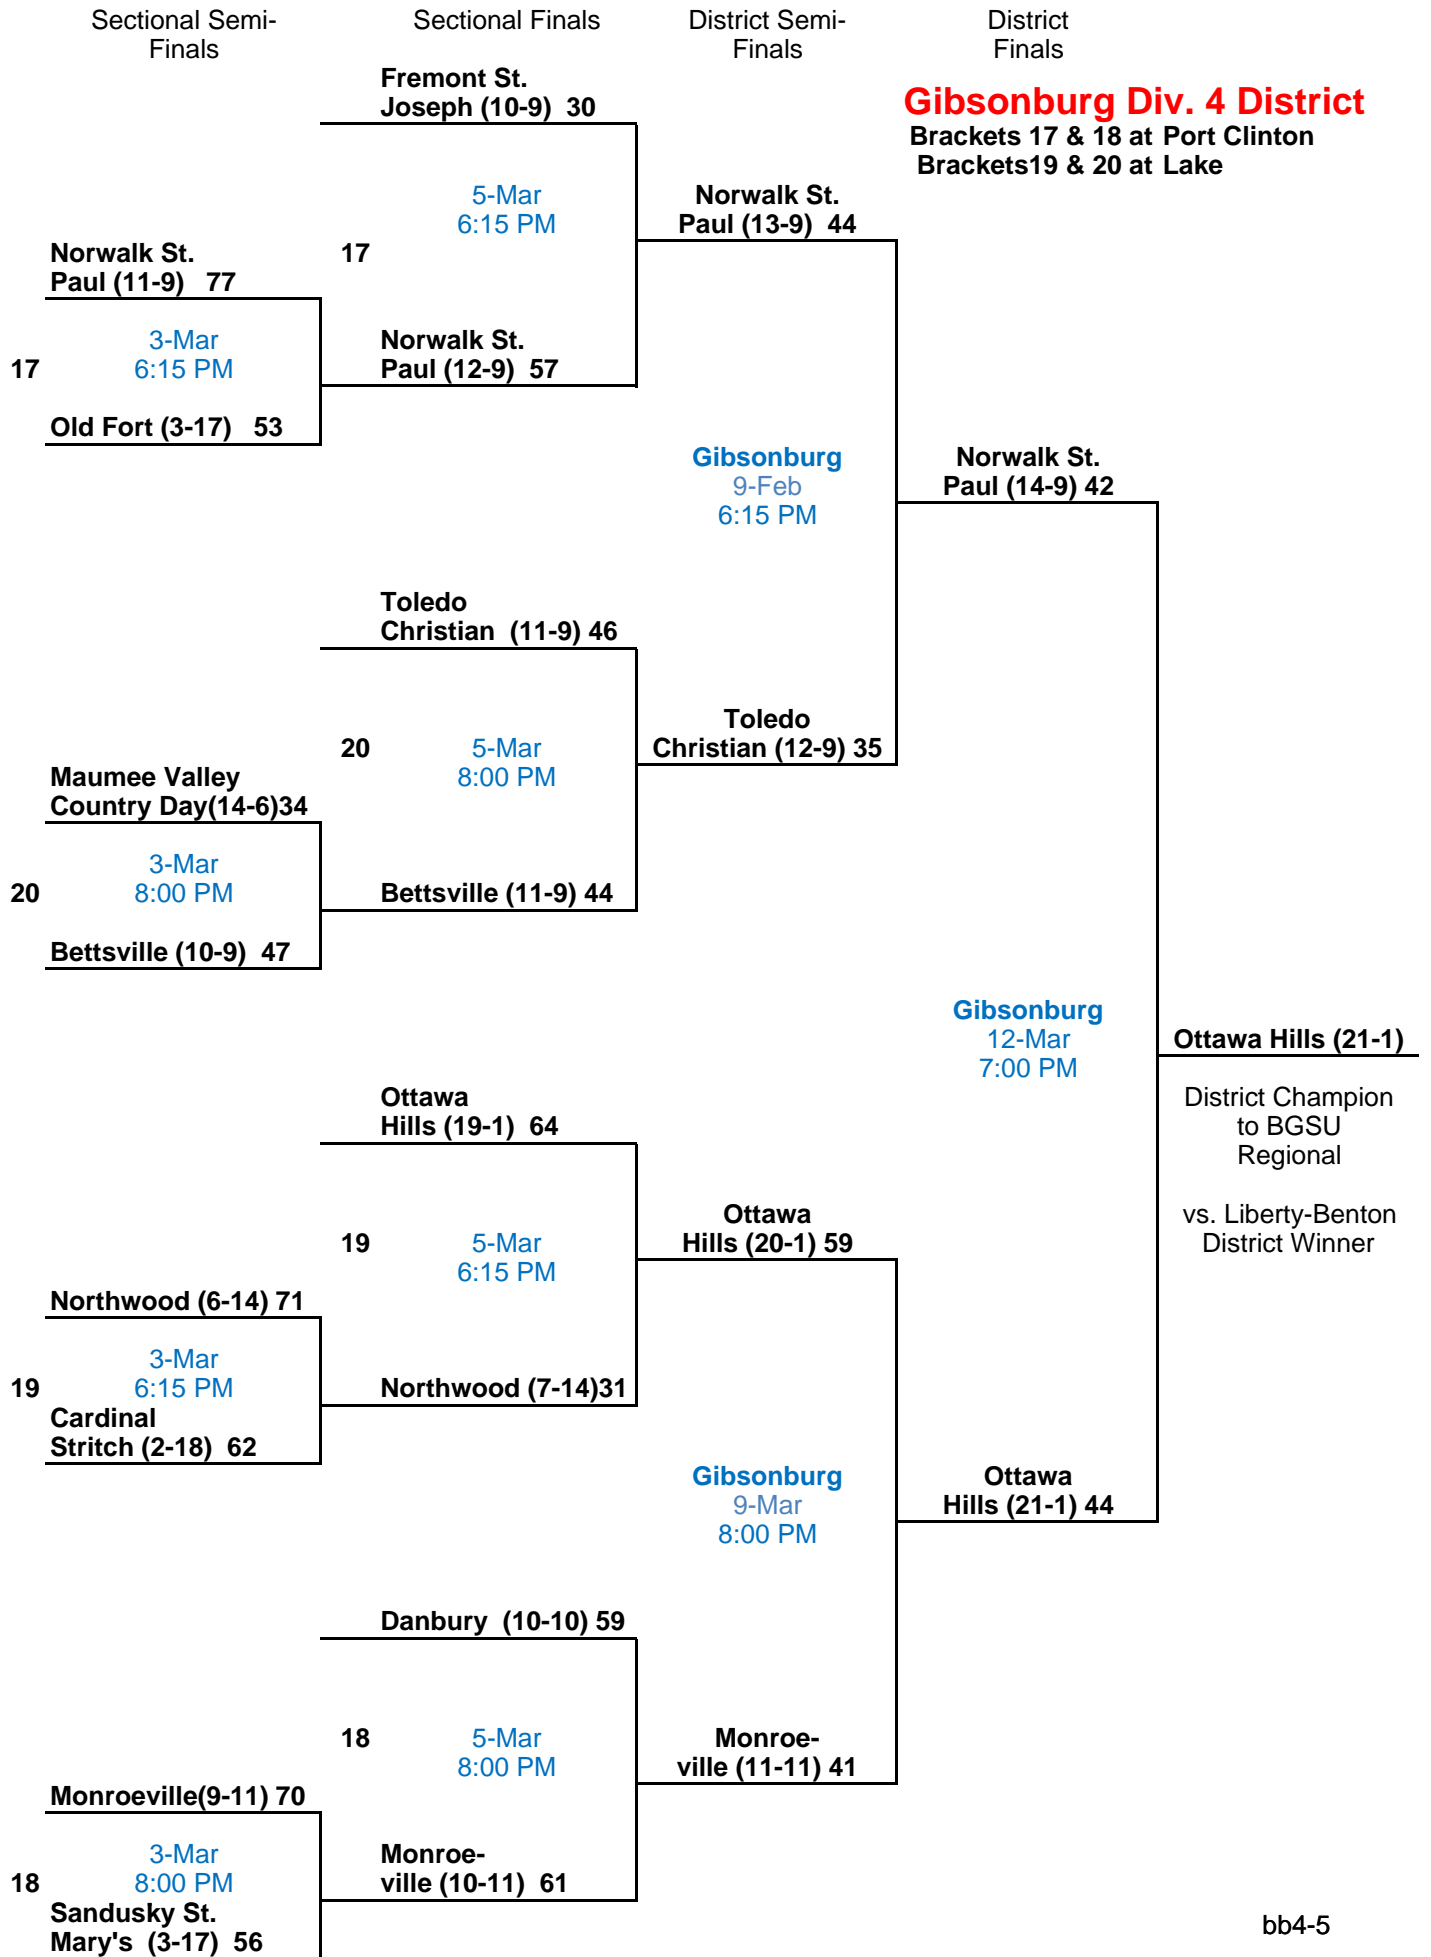 Sectional Semi-
Finals
Sectional Finals
District Semi-
Finals
District
Finals
Gibsonburg Div. 4 District
Brackets 17 & 18 at Port Clinton
Brackets19 & 20 at Lake
Fremont St.
Joseph (10-9) 30
5-Mar
6:15 PM
17
Norwalk St.
Paul (13-9) 44
Norwalk St.
Paul (11-9) 77
3-Mar
6:15 PM
17
Norwalk St.
Paul (12-9) 57
Old Fort (3-17) 53
Gibsonburg
9-Feb
6:15 PM
Norwalk St.
Paul (14-9) 42
Toledo
Christian (11-9) 46
20
5-Mar
8:00 PM
Toledo
Christian (12-9) 35
Maumee Valley
Country Day(14-6)34
3-Mar
8:00 PM
20
Bettsville (11-9) 44
Bettsville (10-9) 47
Gibsonburg
12-Mar
7:00 PM
Ottawa Hills (21-1)
District Champion
to BGSU
Regional
vs. Liberty-Benton
District Winner
Ottawa
Hills (19-1) 64
19
5-Mar
6:15 PM
Ottawa
Hills (20-1) 59
Northwood (6-14) 71
3-Mar
6:15 PM
19
Northwood (7-14)31
Cardinal
Stritch (2-18) 62
Gibsonburg
9-Mar
8:00 PM
Ottawa
Hills (21-1) 44
Danbury (10-10) 59
18
5-Mar
8:00 PM
Monroe-
ville (11-11) 41
Monroeville(9-11) 70
3-Mar
8:00 PM
18
Monroe-
ville (10-11) 61
Sandusky St.
Mary's (3-17) 56
bb4-5